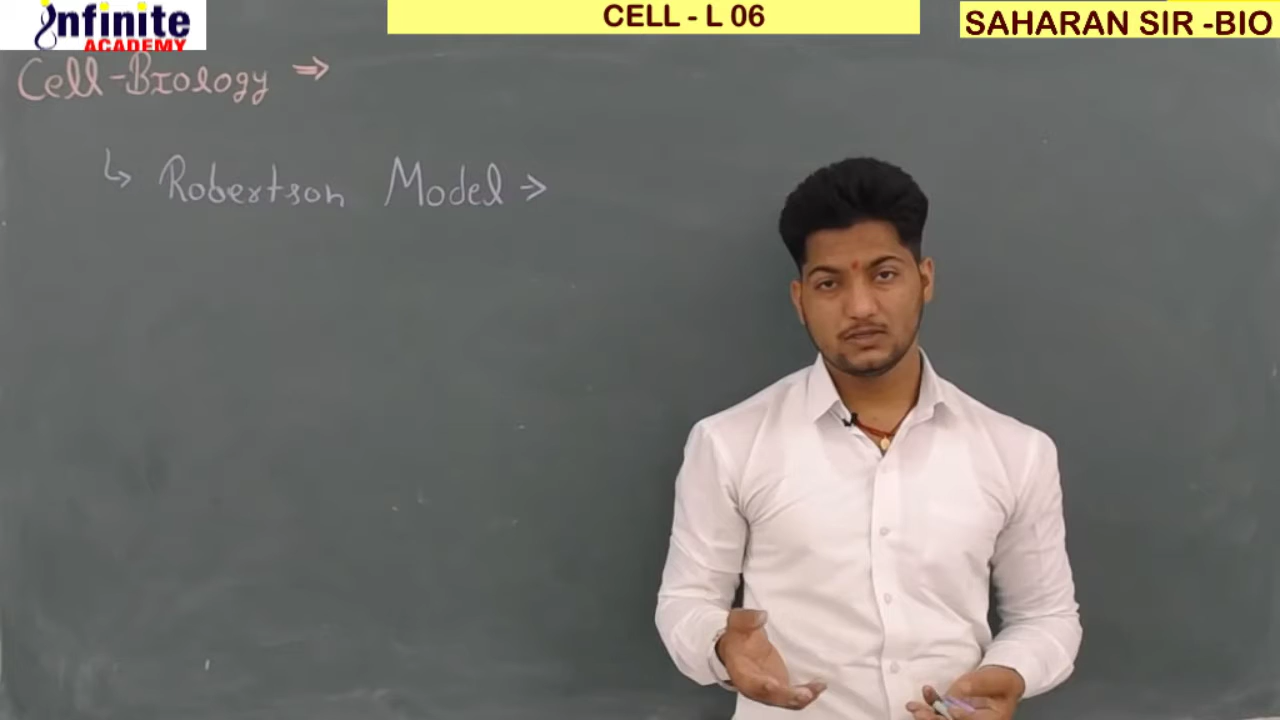 infinite
ACADEMY
CELL - L 06
SAHARAN SIR -BIO
Cell-Biology ⇒
↳ Robertson Model >